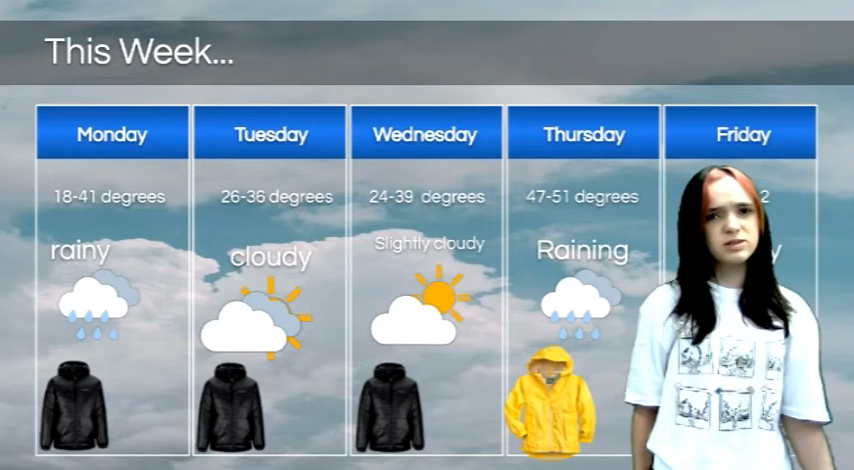 This Week...
Monday
Tuesday
Wednesday
Thursday
Friday
18-41 degrees
26-36 degrees
24-39 degrees
47-51 degrees
2
rainy
cloudy
Slightly cloudy
Raining
y